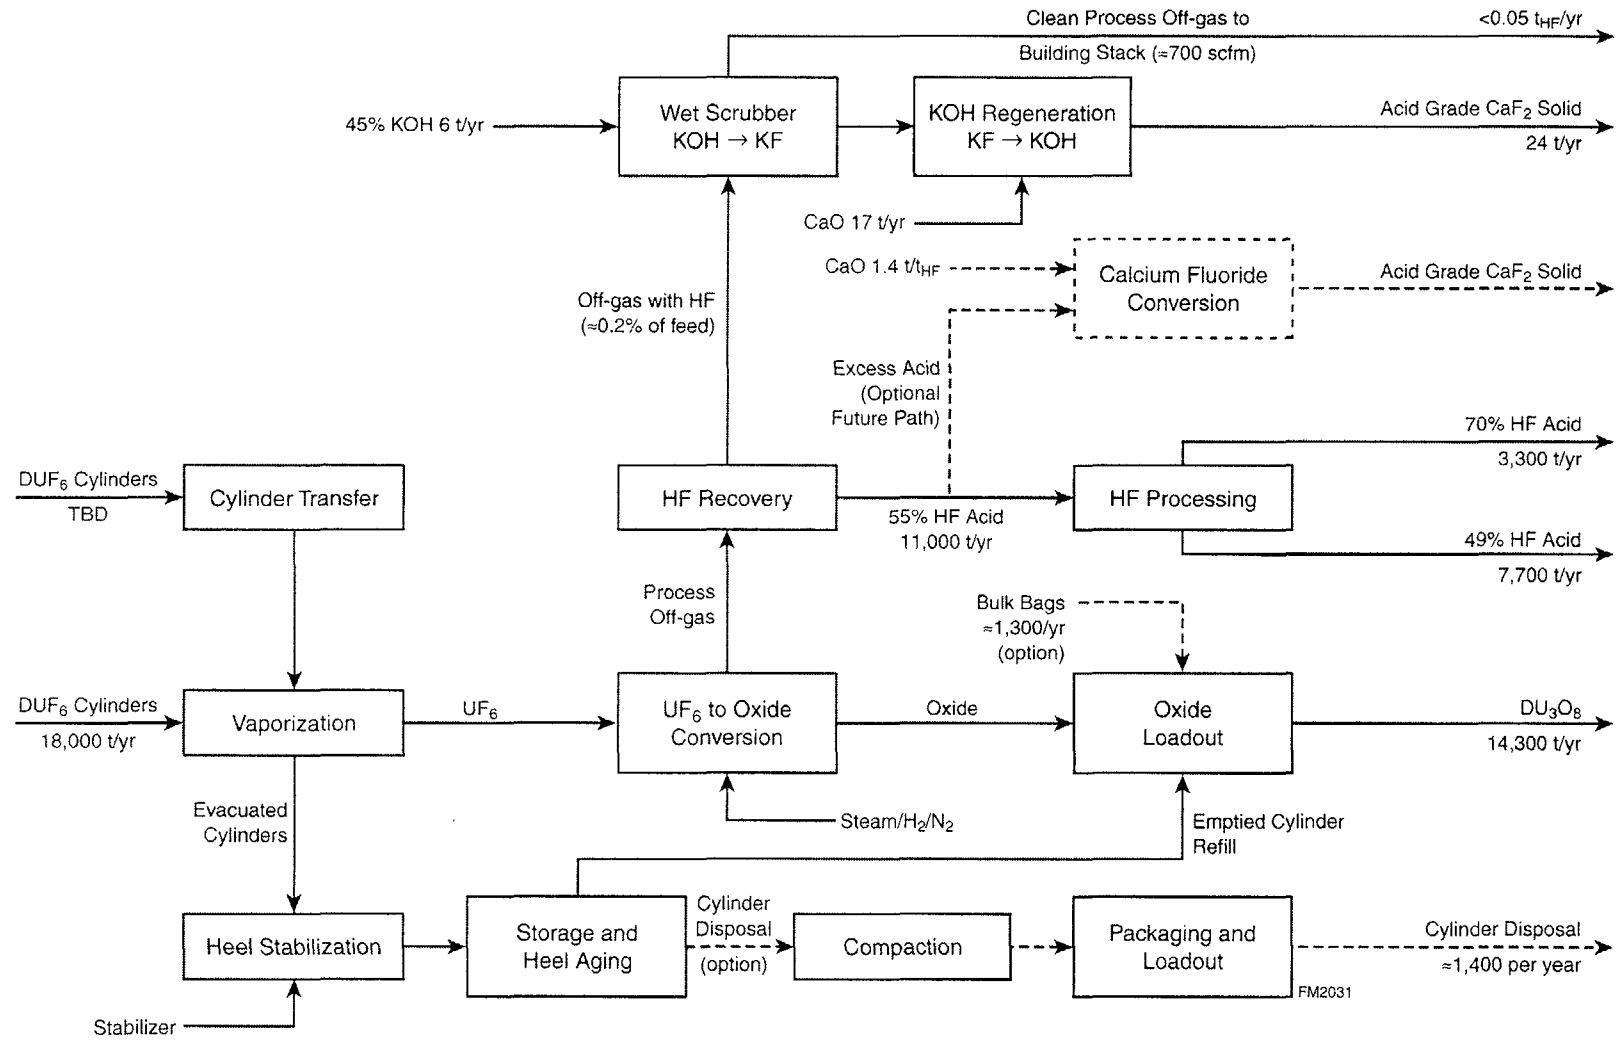 Clean Process Off-gas to
<0.05 tHF/yr
Building Stack (≈700 scfm)
Wet Scrubber
KOH → KF
KOH Regeneration
KF → KOH
45% KOH 6 t/yr
Acid Grade CaF2 Solid
24 t/yr
CaO 17 t/yr
CaO 1.4 t/tHF
Calcium Fluoride
Conversion
Acid Grade CaF2 Solid
Off-gas with HF
(≈0.2% of feed)
Excess Acid
(Optional
Future Path)
70% HF Acid
3,300 t/yr
DUF6 Cylinders
TBD
Cylinder Transfer
HF Recovery
55% HF Acid
11,000 t/yr
HF Processing
49% HF Acid
7,700 t/yr
Process
Off-gas
Bulk Bags
≈1,300/yr
(option)
DUF6 Cylinders
18,000 t/yr
Vaporization
UF6
UF6 to Oxide
Conversion
Oxide
Oxide
Loadout
DU3O8
14,300 t/yr
Evacuated
Cylinders
Steam/H2/N2
Emptied Cylinder
Refill
Heel Stabilization
Storage and
Heel Aging
Cylinder
Disposal
(option)
Compaction
Packaging and
Loadout
Cylinder Disposal
≈1,400 per year
FM2031
Stabilizer